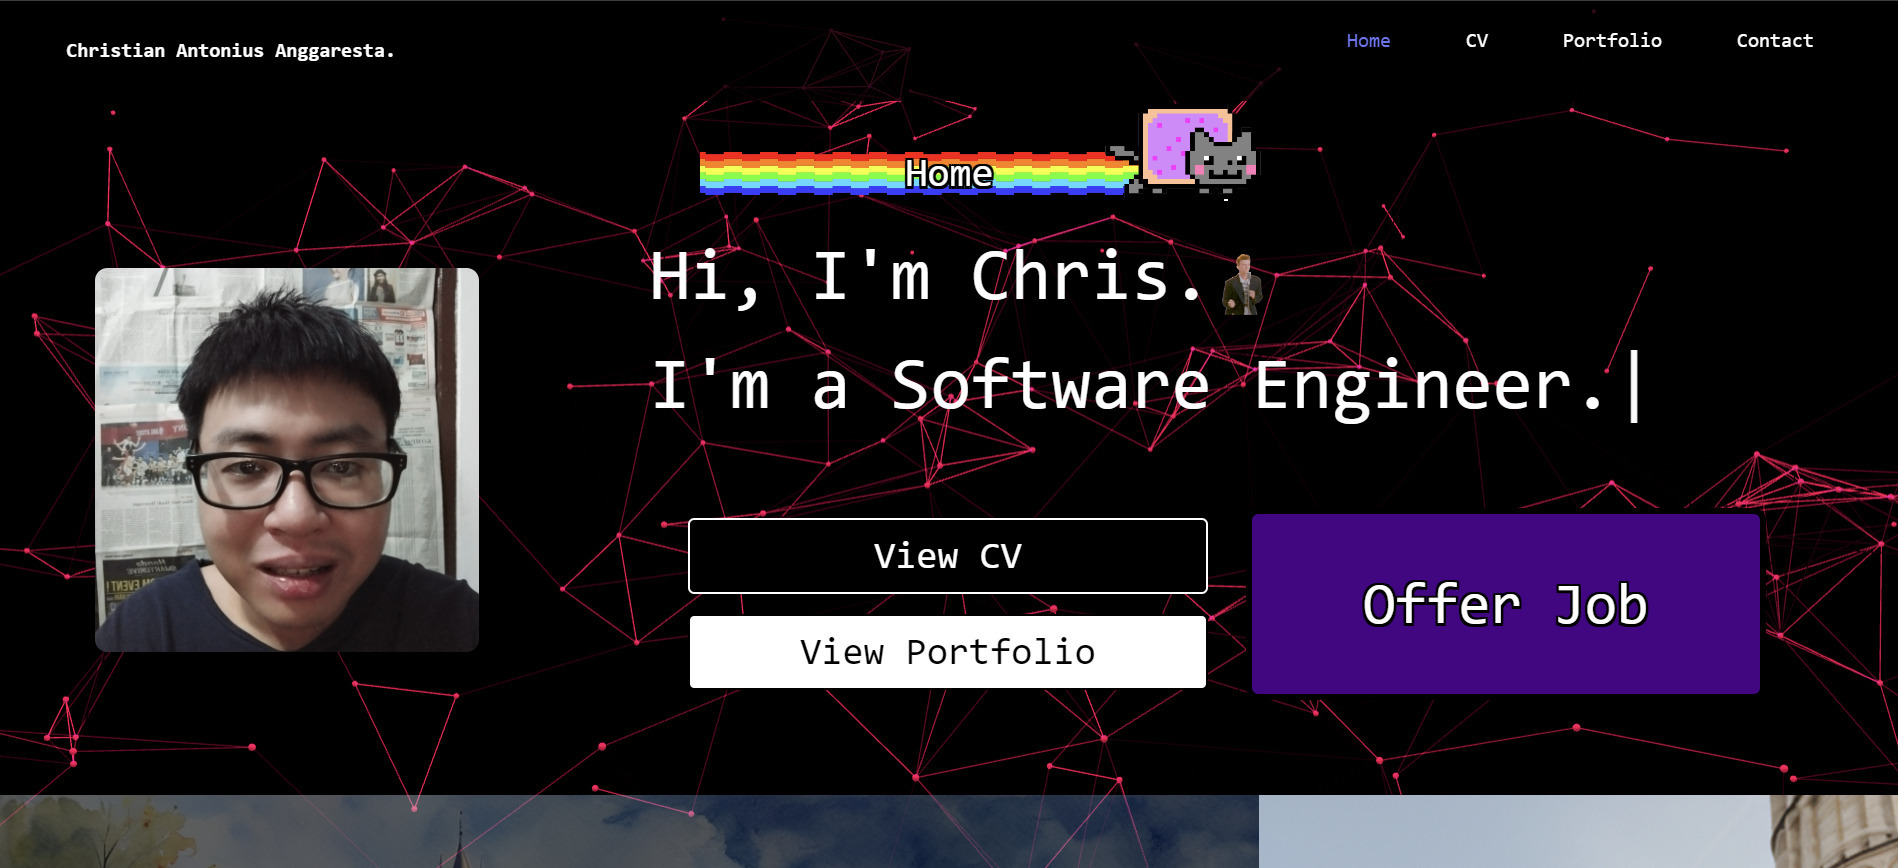 Christian Antonius Anggaresta.
Home
CV
Portfolio
Contact
Home
Hi, I'm Chris.
I'm a Software Engineer.
View CV
View Portfolio
Offer Job